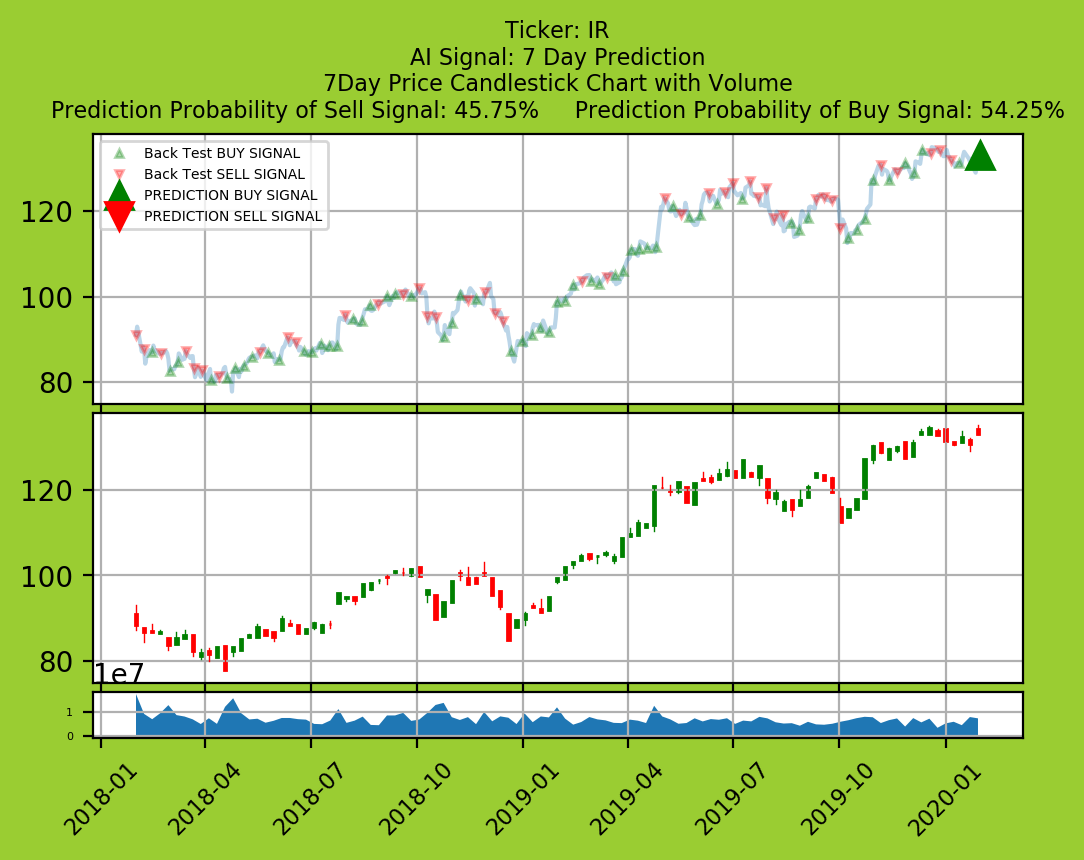 Ticker: IR
AI Signal: 7 Day Prediction
7Day Price Candlestick Chart with Volume
Prediction Probability of Sell Signal: 45.75%     Prediction Probability of Buy Signal: 54.25%
Back Test BUY SIGNAL
Back Test SELL SIGNAL
PREDICTION BUY SIGNAL
PREDICTION SELL SIGNAL
120
100
80
120
100
80
1e7
1
0
2018-01
2018-04
2018-07
2018-10
2019-01
2019-04
2019-07
2019-10
2020-01